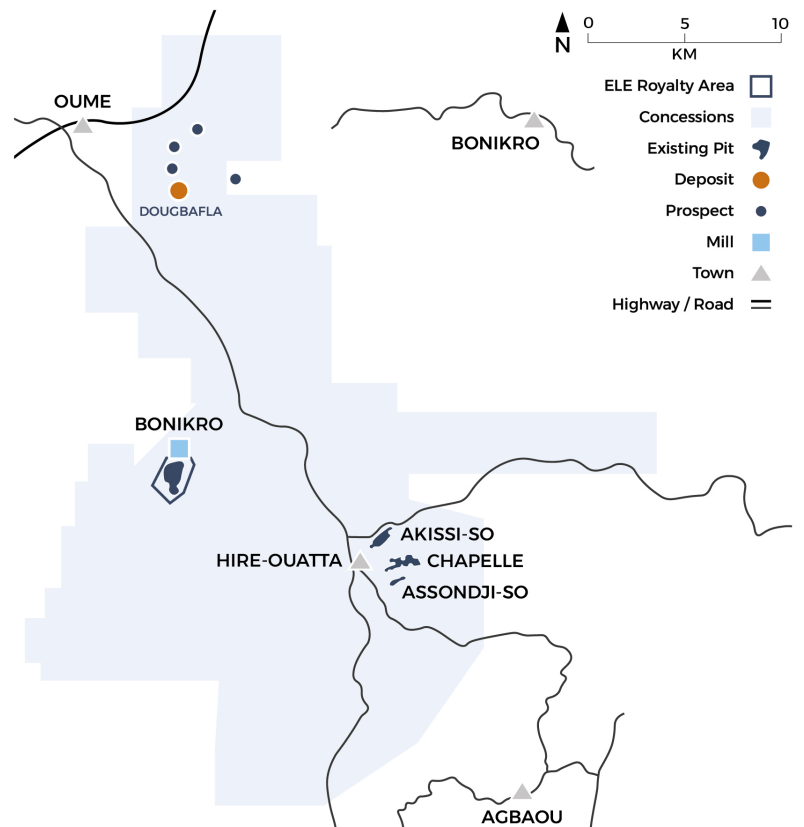 0 5 10
KM
N
ELE Royalty Area
Concessions
Existing Pit
Deposit
Prospect
Mill
Town
Highway / Road
OUME
BONIKRO
DOUGBAFLA
BONIKRO
AKISSI-SO
HIRE-OUATTA
CHAPELLE
ASSONDJI-SO
AGBAOU